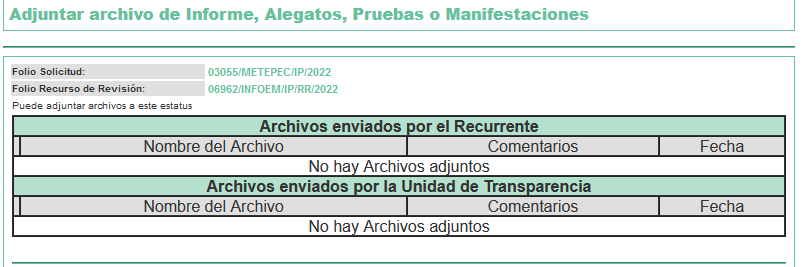 Adjuntar archivo de Informe, Alegatos, Pruebas o Manifestaciones
Folio Solicitud: 03055/METEPEC/IP/2022
Folio Recurso de Revisión: 06962/INFOEM/IP/RR/2022
Puede adjuntar archivos a este estatus
Archivos enviados por el Recurrente
Nombre del Archivo Comentarios Fecha
No hay Archivos adjuntos
Archivos enviados por la Unidad de Transparencia
Nombre del Archivo Comentarios Fecha
No hay Archivos adjuntos